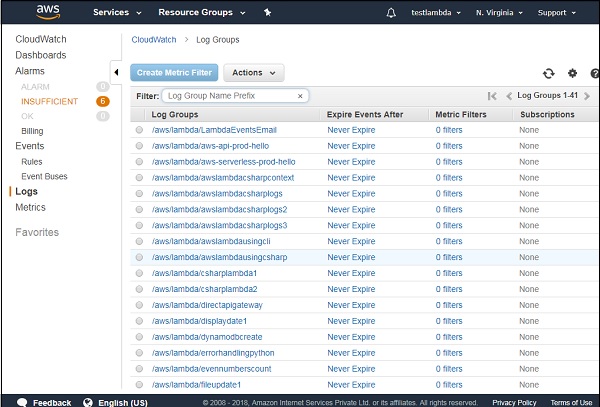 aws
Services Resource Groups testlambda N. Virginia Support
CloudWatch
Dashboards
Alarms
ALARM 0
INSUFFICIENT 6
OK 0
Billing
Events
Rules
Event Buses
Logs
Metrics
Favorites
CloudWatch > Log Groups
Create Metric Filter Actions
Filter: Log Group Name Prefix × Log Groups 1-41
Log Groups Expire Events After Metric Filters Subscriptions
/aws/lambda/LambdaEventsEmail Never Expire 0 filters None
/aws/lambda/aws-api-prod-hello Never Expire 0 filters None
/aws/lambda/aws-serverless-prod-hello Never Expire 0 filters None
/aws/lambda/awslambdacsharpcontext Never Expire 0 filters None
/aws/lambda/awslambdacsharplogs Never Expire 0 filters None
/aws/lambda/awslambdacsharplogs2 Never Expire 0 filters None
/aws/lambda/awslambdacsharplogs3 Never Expire 0 filters None
/aws/lambda/awslambdausingcli Never Expire 0 filters None
/aws/lambda/awslambdausingcsharp Never Expire 0 filters None
/aws/lambda/csharplambda1 Never Expire 0 filters None
/aws/lambda/csharplambda2 Never Expire 0 filters None
/aws/lambda/directapigateway Never Expire 0 filters None
/aws/lambda/displaydate1 Never Expire 0 filters None
/aws/lambda/dynamodbcreate Never Expire 0 filters None
/aws/lambda/errorhandlingpython Never Expire 0 filters None
/aws/lambda/evennumberscount Never Expire 0 filters None
/aws/lambda/fileupdate1 Never Expire 0 filters None
Feedback English (US) © 2008 - 2018, Amazon Internet Services Private Ltd. or its affiliates. All rights reserved. Privacy Policy Terms of Use